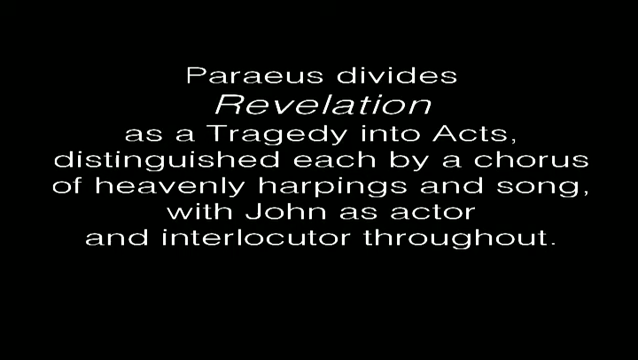 Paraeus divides
Revelation
as a Tragedy into Acts,
distinguished each by a chorus
of heavenly harpings and song,
with John as actor
and interlocutor throughout.